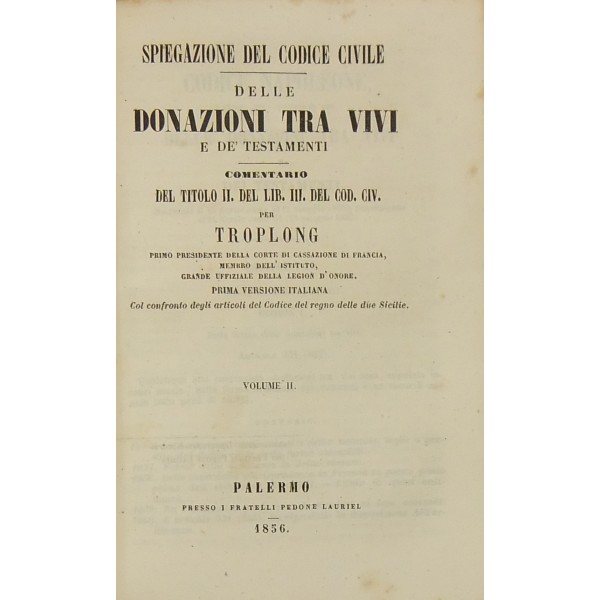 SPIEGAZIONE DEL CODICE CIVILE
DELLE
DONAZIONI TRA VIVI
E DE' TESTAMENTI
COMENTARIO
DEL TITOLO II. DEL LIB. III. DEL COD. CIV.
PER
TROPLONG
PRIMO PRESIDENTE DELLA CORTE DI CASSAZIONE DI FRANCIA,
MEMBRO DELL'ISTITUTO,
GRANDE UFFIZIALE DELLA LEGION D'ONORE.
PRIMA VERSIONE ITALIANA
Col confronto degli articoli del Codice del regno delle due Sicilie.
VOLUME II.
PALERMO
PRESSO I FRATELLI PEDONE LAURIEL
1856.